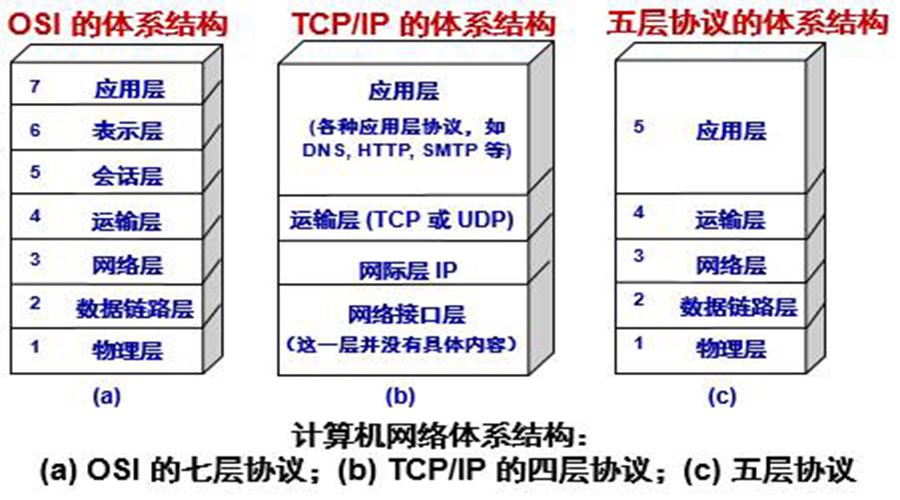 OSI 的体系结构
7 应用层
6 表示层
5 会话层
4 运输层
3 网络层
2 数据链路层
1 物理层
(a)
TCP/IP 的体系结构
应用层
(各种应用层协议，如
DNS, HTTP, SMTP 等)
运输层 (TCP 或 UDP)
网际层 IP
网络接口层
（这一层并没有具体内容）
(b)
五层协议的体系结构
5 应用层
4 运输层
3 网络层
2 数据链路层
1 物理层
(c)
计算机网络体系结构：
(a) OSI 的七层协议；(b) TCP/IP 的四层协议；(c) 五层协议